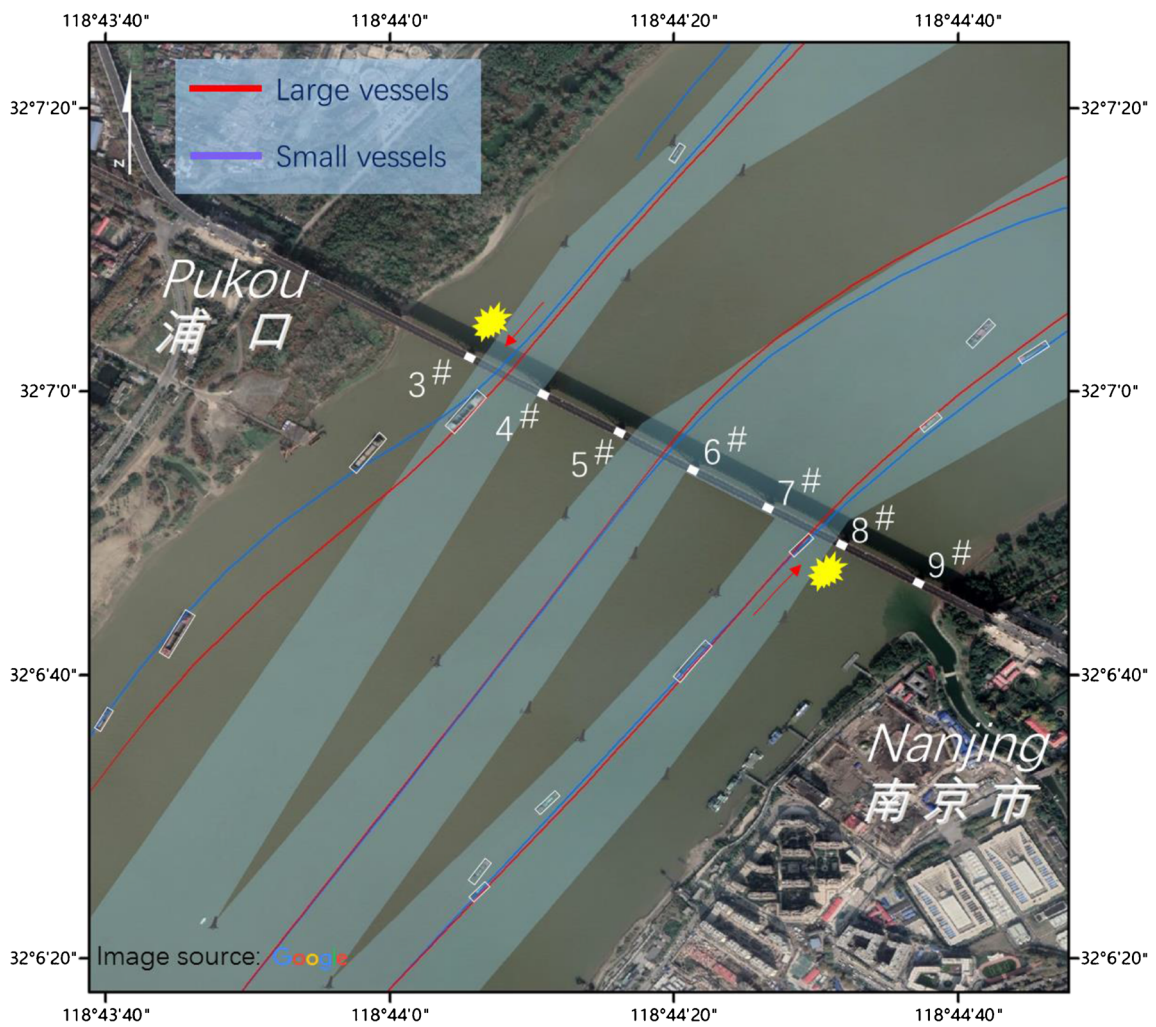 118°43'40" 118°44'0" 118°44'20" 118°44'40"
32°7'20" 32°7'20"
Large vessels
Small vessels
N
Pukou
浦 口
3#
4#
5#
6#
7#
8#
9#
32°7'0" 32°7'0"
32°6'40" 32°6'40"
Nanjing
南京市
Image source: Google
32°6'20" 32°6'20"
118°43'40" 118°44'0" 118°44'20" 118°44'40"